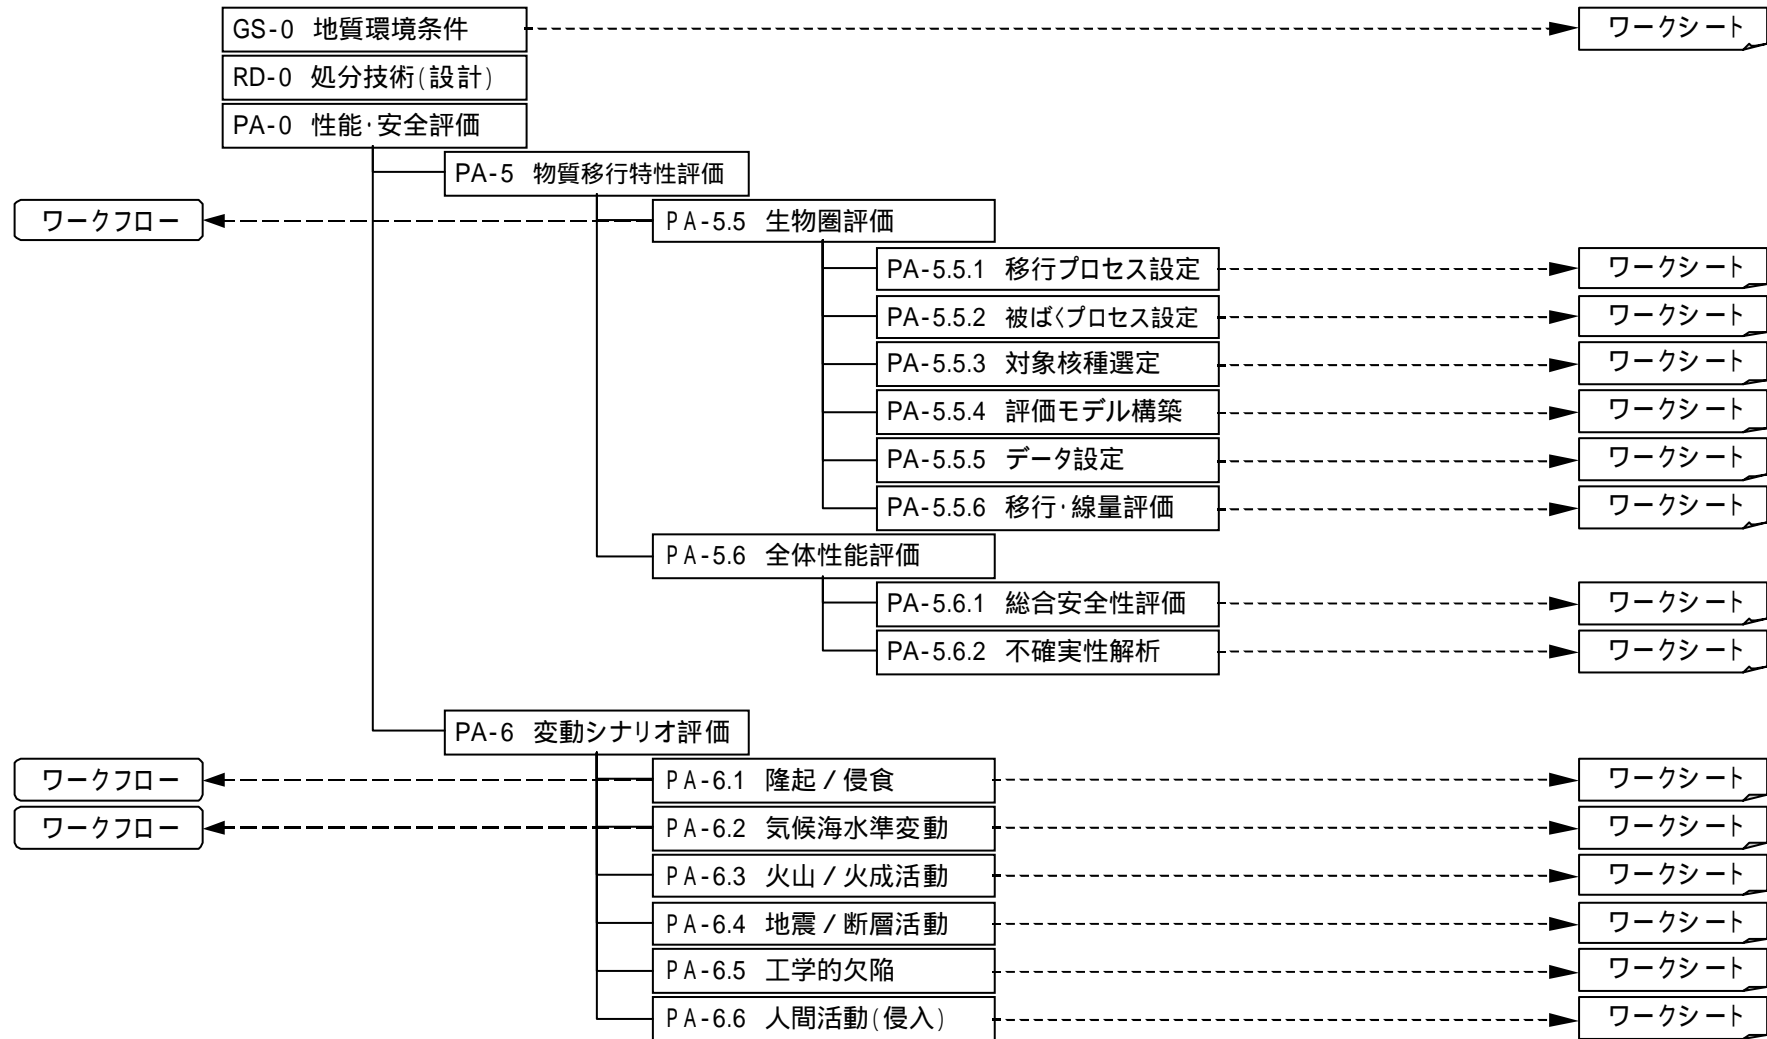 GS-0 地質環境条件 ワークシート
RD-0 処分技術(設計)
PA-0 性能・安全評価
PA-5 物質移行特性評価
ワークフロー PA-5.5 生物圏評価
PA-5.5.1 移行プロセス設定 ワークシート
PA-5.5.2 被ばくプロセス設定 ワークシート
PA-5.5.3 対象核種選定 ワークシート
PA-5.5.4 評価モデル構築 ワークシート
PA-5.5.5 データ設定 ワークシート
PA-5.5.6 移行・線量評価 ワークシート
PA-5.6 全体性能評価
PA-5.6.1 総合安全性評価 ワークシート
PA-5.6.2 不確実性解析 ワークシート
PA-6 変動シナリオ評価
ワークフロー PA-6.1 隆起/侵食 ワークシート
ワークフロー PA-6.2 気候海水準変動 ワークシート
PA-6.3 火山/火成活動 ワークシート
PA-6.4 地震/断層活動 ワークシート
PA-6.5 工学的欠陥 ワークシート
PA-6.6 人間活動(侵入) ワークシート